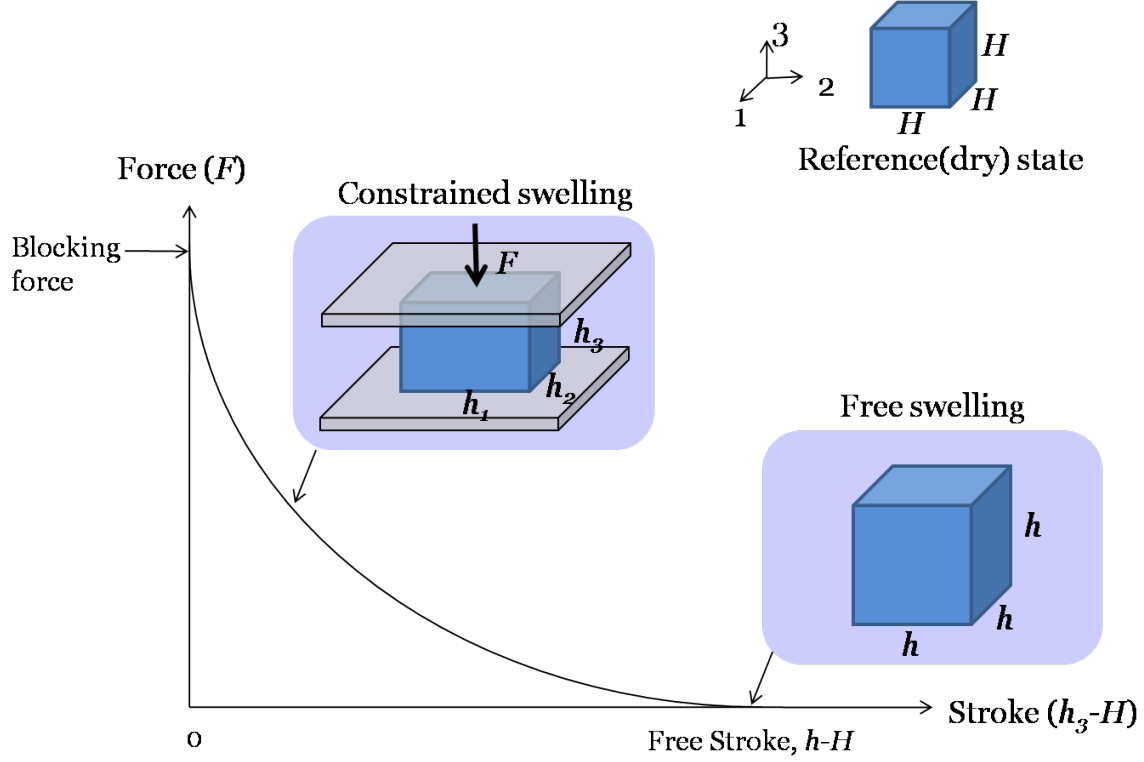 3
2
1
H
H
H
Reference(dry) state
Force (F)
Constrained swelling
Blocking
force
F
h₃
h₂
h₁
Free swelling
h
h
h
0
Free Stroke, h-H
Stroke (h₃-H)